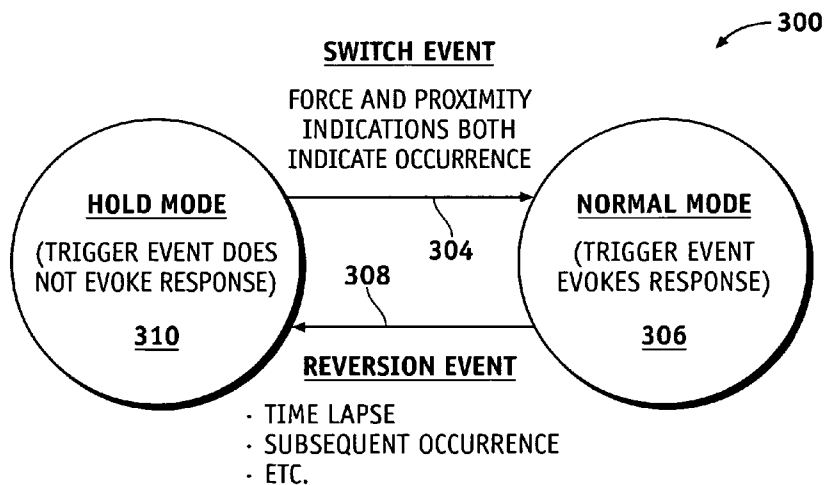 300
SWITCH EVENT
FORCE AND PROXIMITY
INDICATIONS BOTH
INDICATE OCCURRENCE
HOLD MODE
(TRIGGER EVENT DOES
NOT EVOKE RESPONSE)
310
304
308
NORMAL MODE
(TRIGGER EVENT
EVOKES RESPONSE)
306
REVERSION EVENT
· TIME LAPSE
· SUBSEQUENT OCCURRENCE
· ETC.